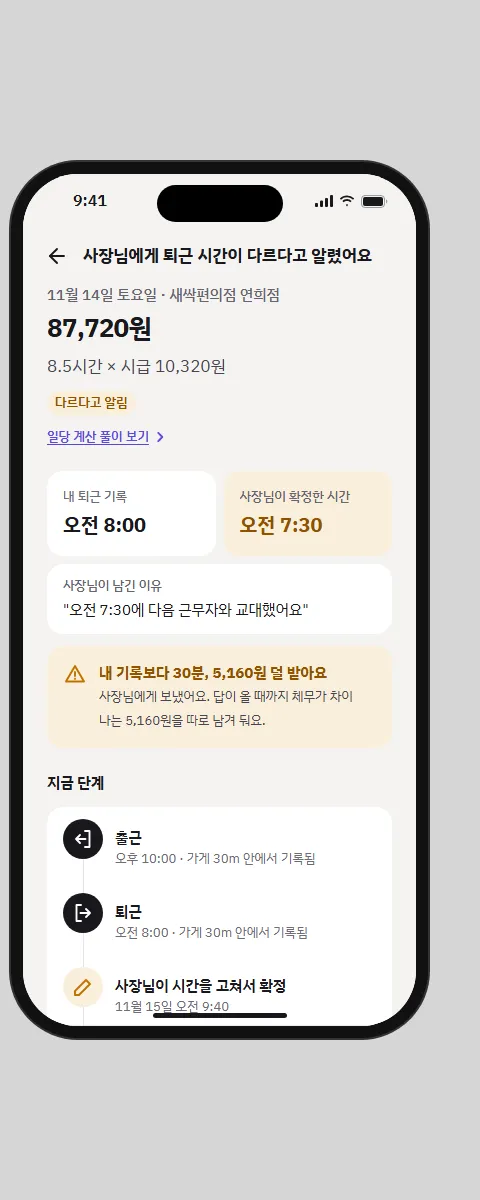 9:41
사장님에게 퇴근 시간이 다르다고 알렸어요
11월 14일 토요일 · 새싹편의점 연희점
87,720원
8.5시간 × 시급 10,320원
다르다고 알림
일당 계산 풀이 보기
내 퇴근 기록
오전 8:00
사장님이 확정한 시간
오전 7:30
사장님이 남긴 이유
"오전 7:30에 다음 근무자와 교대했어요"
내 기록보다 30분, 5,160원 덜 받아요
사장님에게 보냈어요. 답이 올 때까지 체무가 차이
나는 5,160원을 따로 남겨 둬요.
지금 단계
출근
오후 10:00 · 가게 30m 안에서 기록됨
퇴근
오전 8:00 · 가게 30m 안에서 기록됨
사장님이 시간을 고쳐서 확정
11월 15일 오전 9:40